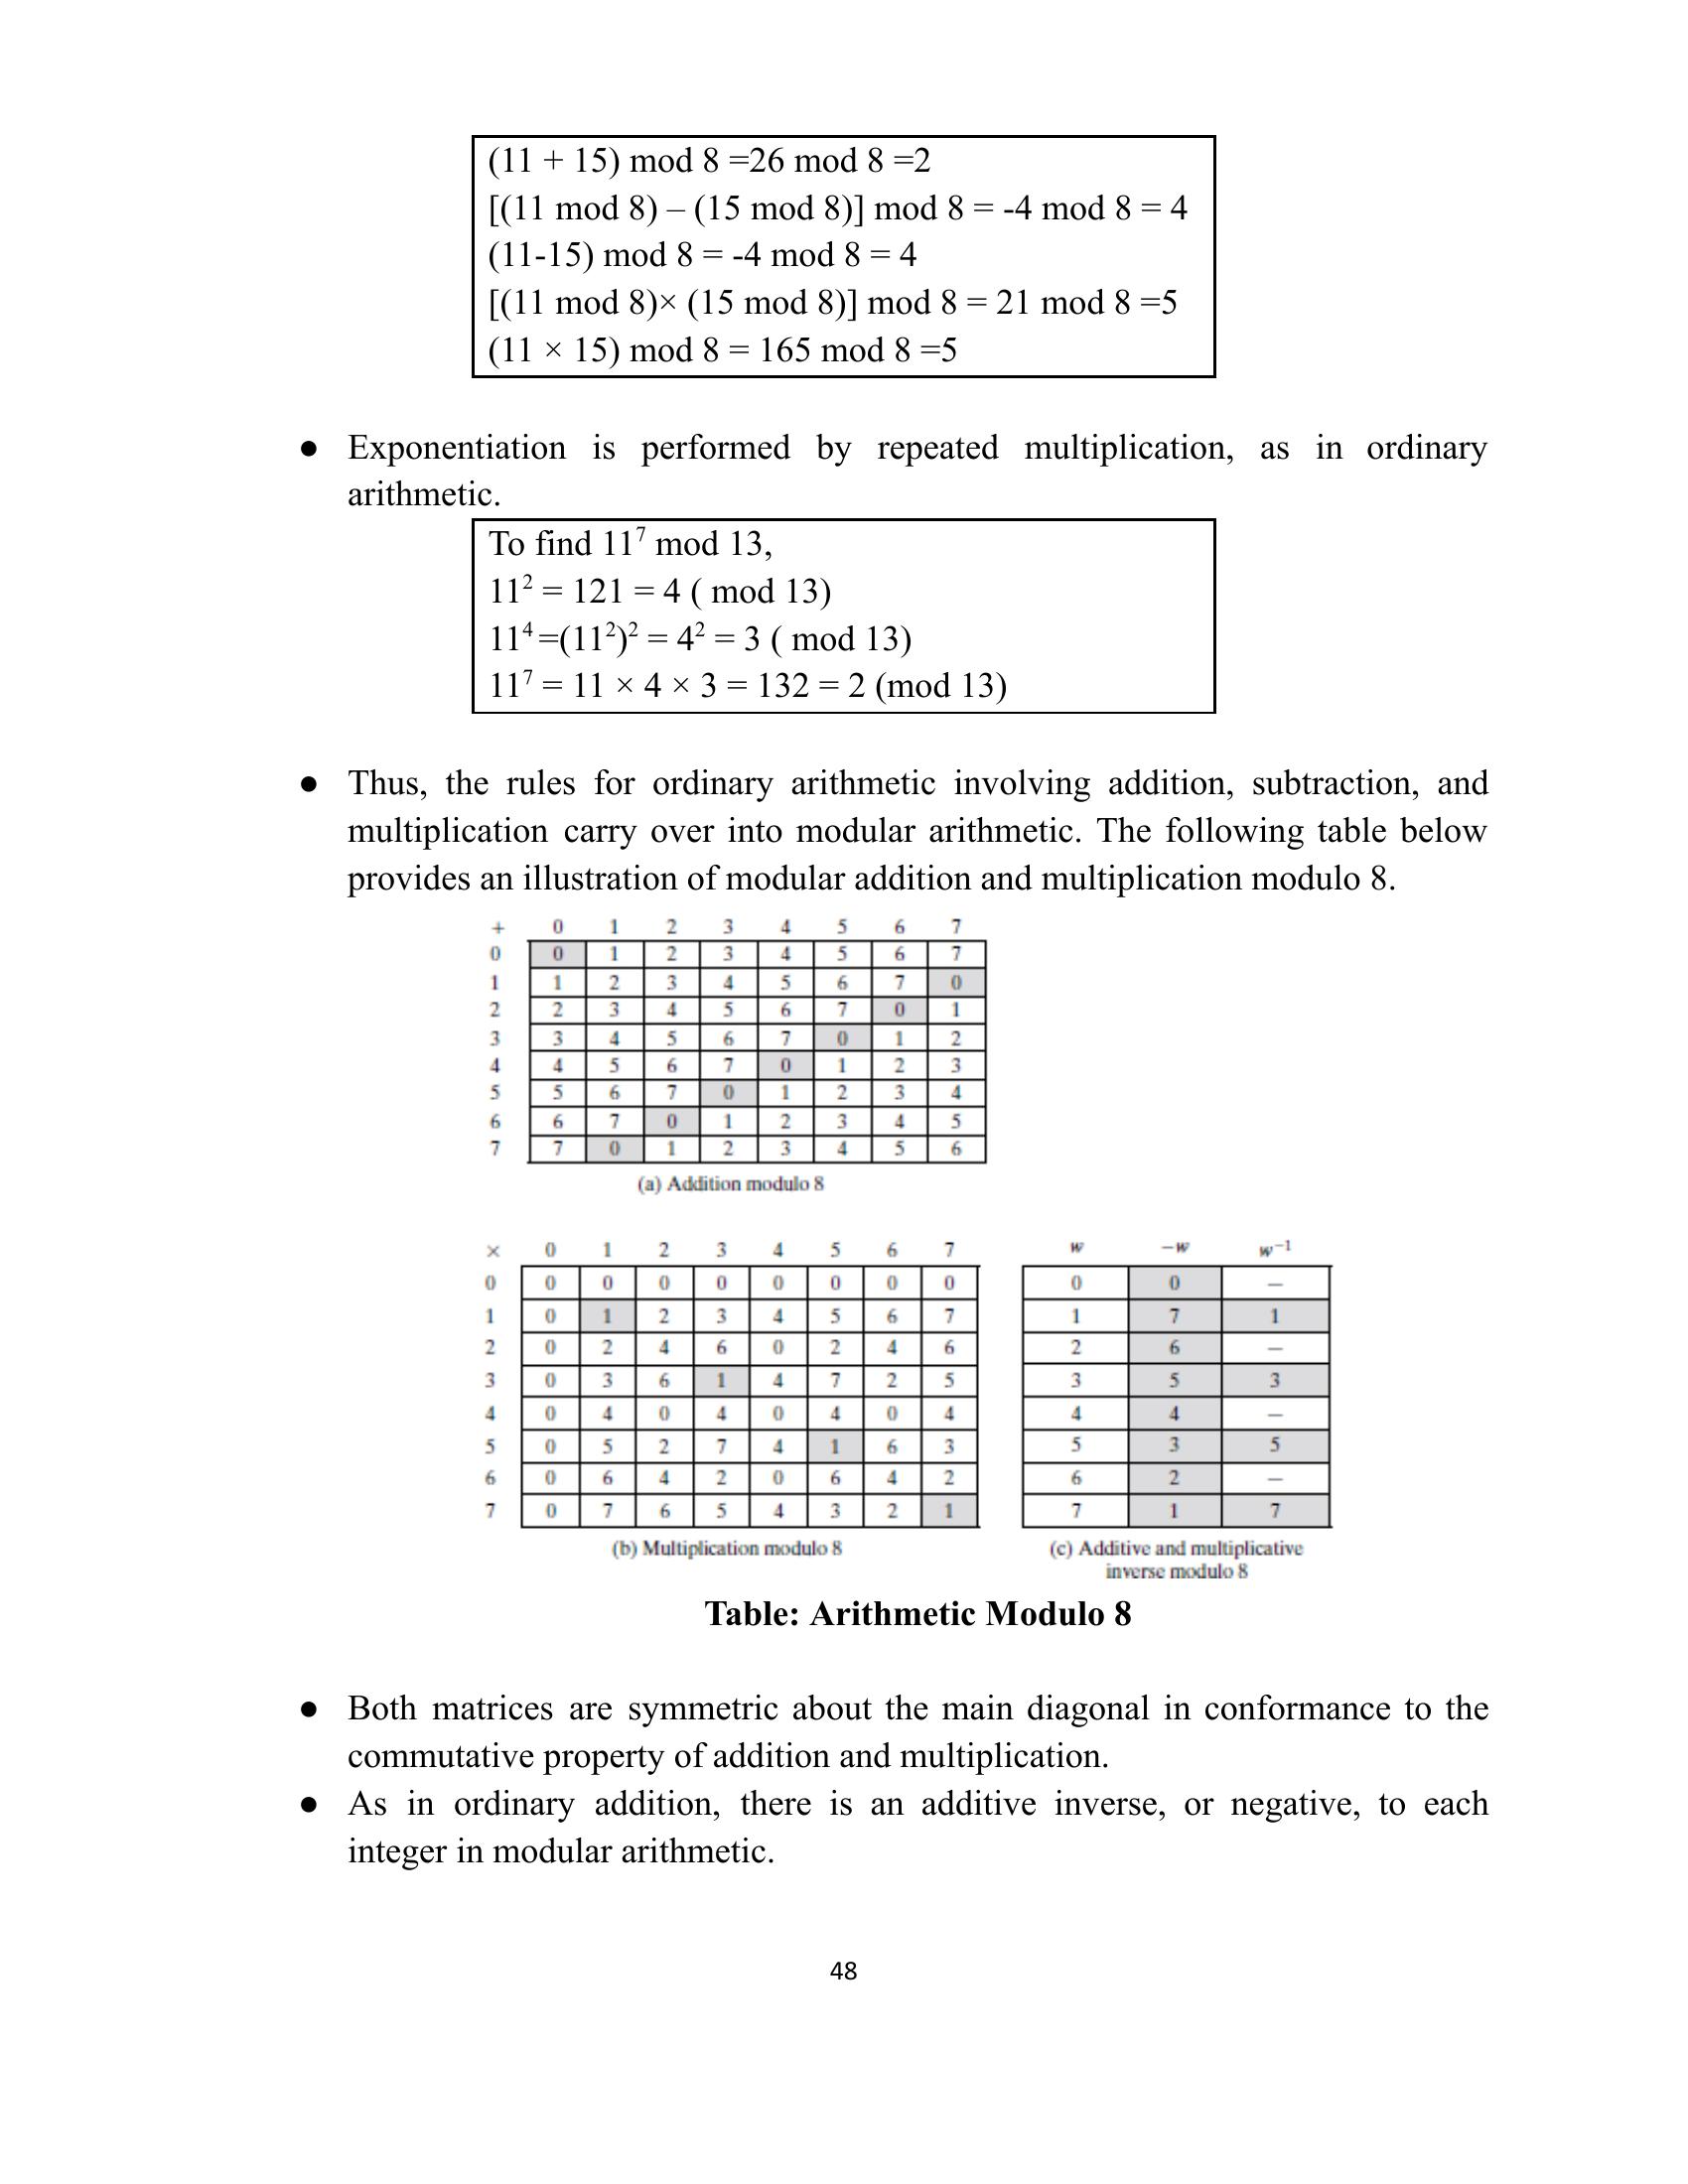 (11 + 15) mod 8 =26 mod 8 =2
[(11 mod 8) – (15 mod 8)] mod 8 = -4 mod 8 = 4
(11-15) mod 8 = -4 mod 8 = 4
[(11 mod 8)× (15 mod 8)] mod 8 = 21 mod 8 =5
(11 × 15) mod 8 = 165 mod 8 =5
● Exponentiation is performed by repeated multiplication, as in ordinary
arithmetic.
To find 11⁷ mod 13,
11² = 121 = 4 ( mod 13)
11⁴ =(11²)² = 4² = 3 ( mod 13)
11⁷ = 11 × 4 × 3 = 132 = 2 (mod 13)
● Thus, the rules for ordinary arithmetic involving addition, subtraction, and
multiplication carry over into modular arithmetic. The following table below
provides an illustration of modular addition and multiplication modulo 8.
+ 0 1 2 3 4 5 6 7
0 0 1 2 3 4 5 6 7
1 1 2 3 4 5 6 7 0
2 2 3 4 5 6 7 0 1
3 3 4 5 6 7 0 1 2
4 4 5 6 7 0 1 2 3
5 5 6 7 0 1 2 3 4
6 6 7 0 1 2 3 4 5
7 7 0 1 2 3 4 5 6
(a) Addition modulo 8
× 0 1 2 3 4 5 6 7
0 0 0 0 0 0 0 0 0
1 0 1 2 3 4 5 6 7
2 0 2 4 6 0 2 4 6
3 0 3 6 1 4 7 2 5
4 0 4 0 4 0 4 0 4
5 0 5 2 7 4 1 6 3
6 0 6 4 2 0 6 4 2
7 0 7 6 5 4 3 2 1
(b) Multiplication modulo 8
w −w w⁻¹
0 0 —
1 7 1
2 6 —
3 5 3
4 4 —
5 3 5
6 2 —
7 1 7
(c) Additive and multiplicative
inverse modulo 8
Table: Arithmetic Modulo 8
● Both matrices are symmetric about the main diagonal in conformance to the
commutative property of addition and multiplication.
● As in ordinary addition, there is an additive inverse, or negative, to each
integer in modular arithmetic.
48